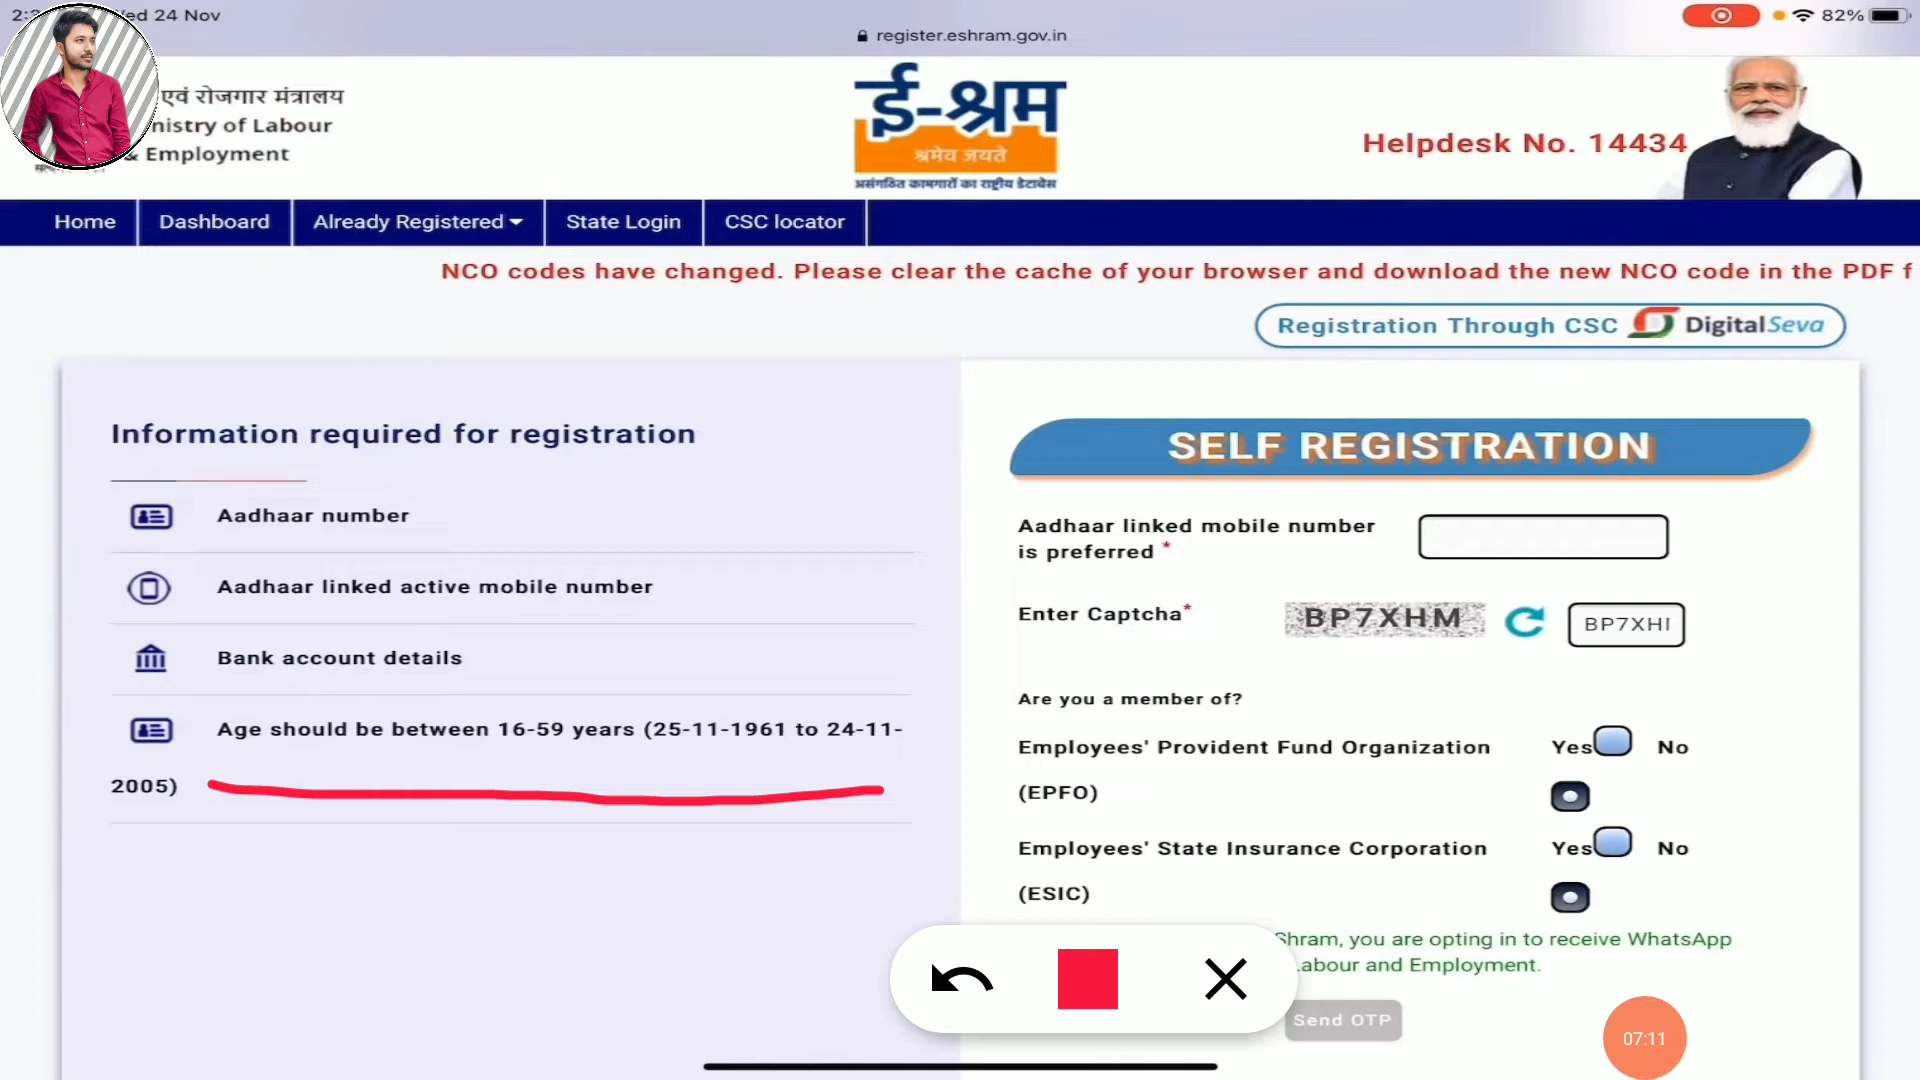 Wed 24 Nov
82%
register.eshram.gov.in
एवं रोजगार मंत्रालय
nistry of Labour
& Employment
ई-श्रम
श्रमेव जयते
असंगठित कामगारों का राष्ट्रीय डेटाबेस
Helpdesk No. 14434
Home
Dashboard
Already Registered
State Login
CSC locator
NCO codes have changed. Please clear the cache of your browser and download the new NCO code in the PDF f
Registration Through CSC DigitalSeva
Information required for registration
Aadhaar number
Aadhaar linked active mobile number
Bank account details
Age should be between 16-59 years (25-11-1961 to 24-11-
2005)
SELF REGISTRATION
Aadhaar linked mobile number
is preferred *
Enter Captcha*
BP7XHM
BP7XH
Are you a member of?
Employees' Provident Fund Organization Yes No
(EPFO)
Employees' State Insurance Corporation Yes No
(ESIC)
Shram, you are opting in to receive WhatsApp
Labour and Employment.
Send OTP
07:11